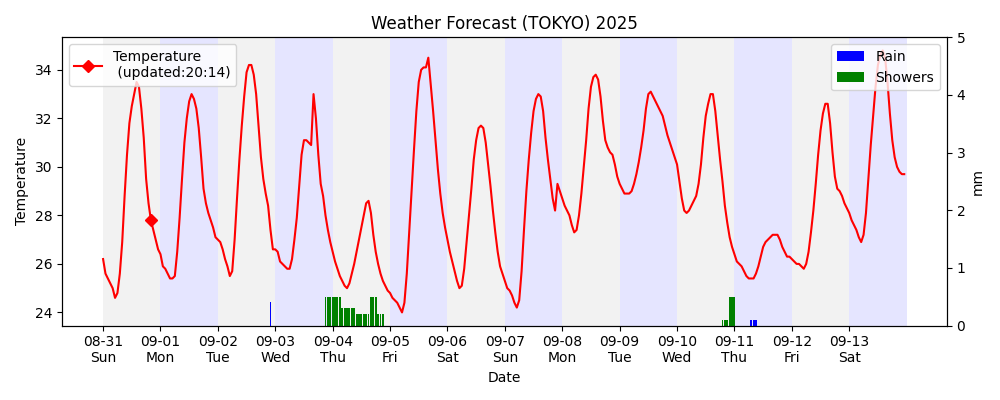 Weather Forecast (TOKYO) 2025
Temperature
(updated:20:14)
Rain
Showers
34
32
30
28
26
24
Temperature
5
4
3
2
1
0
mm
08-31 09-01 09-02 09-03 09-04 09-05 09-06 09-07 09-08 09-09 09-10 09-11 09-12 09-13
Sun Mon Tue Wed Thu Fri Sat Sun Mon Tue Wed Thu Fri Sat
Date